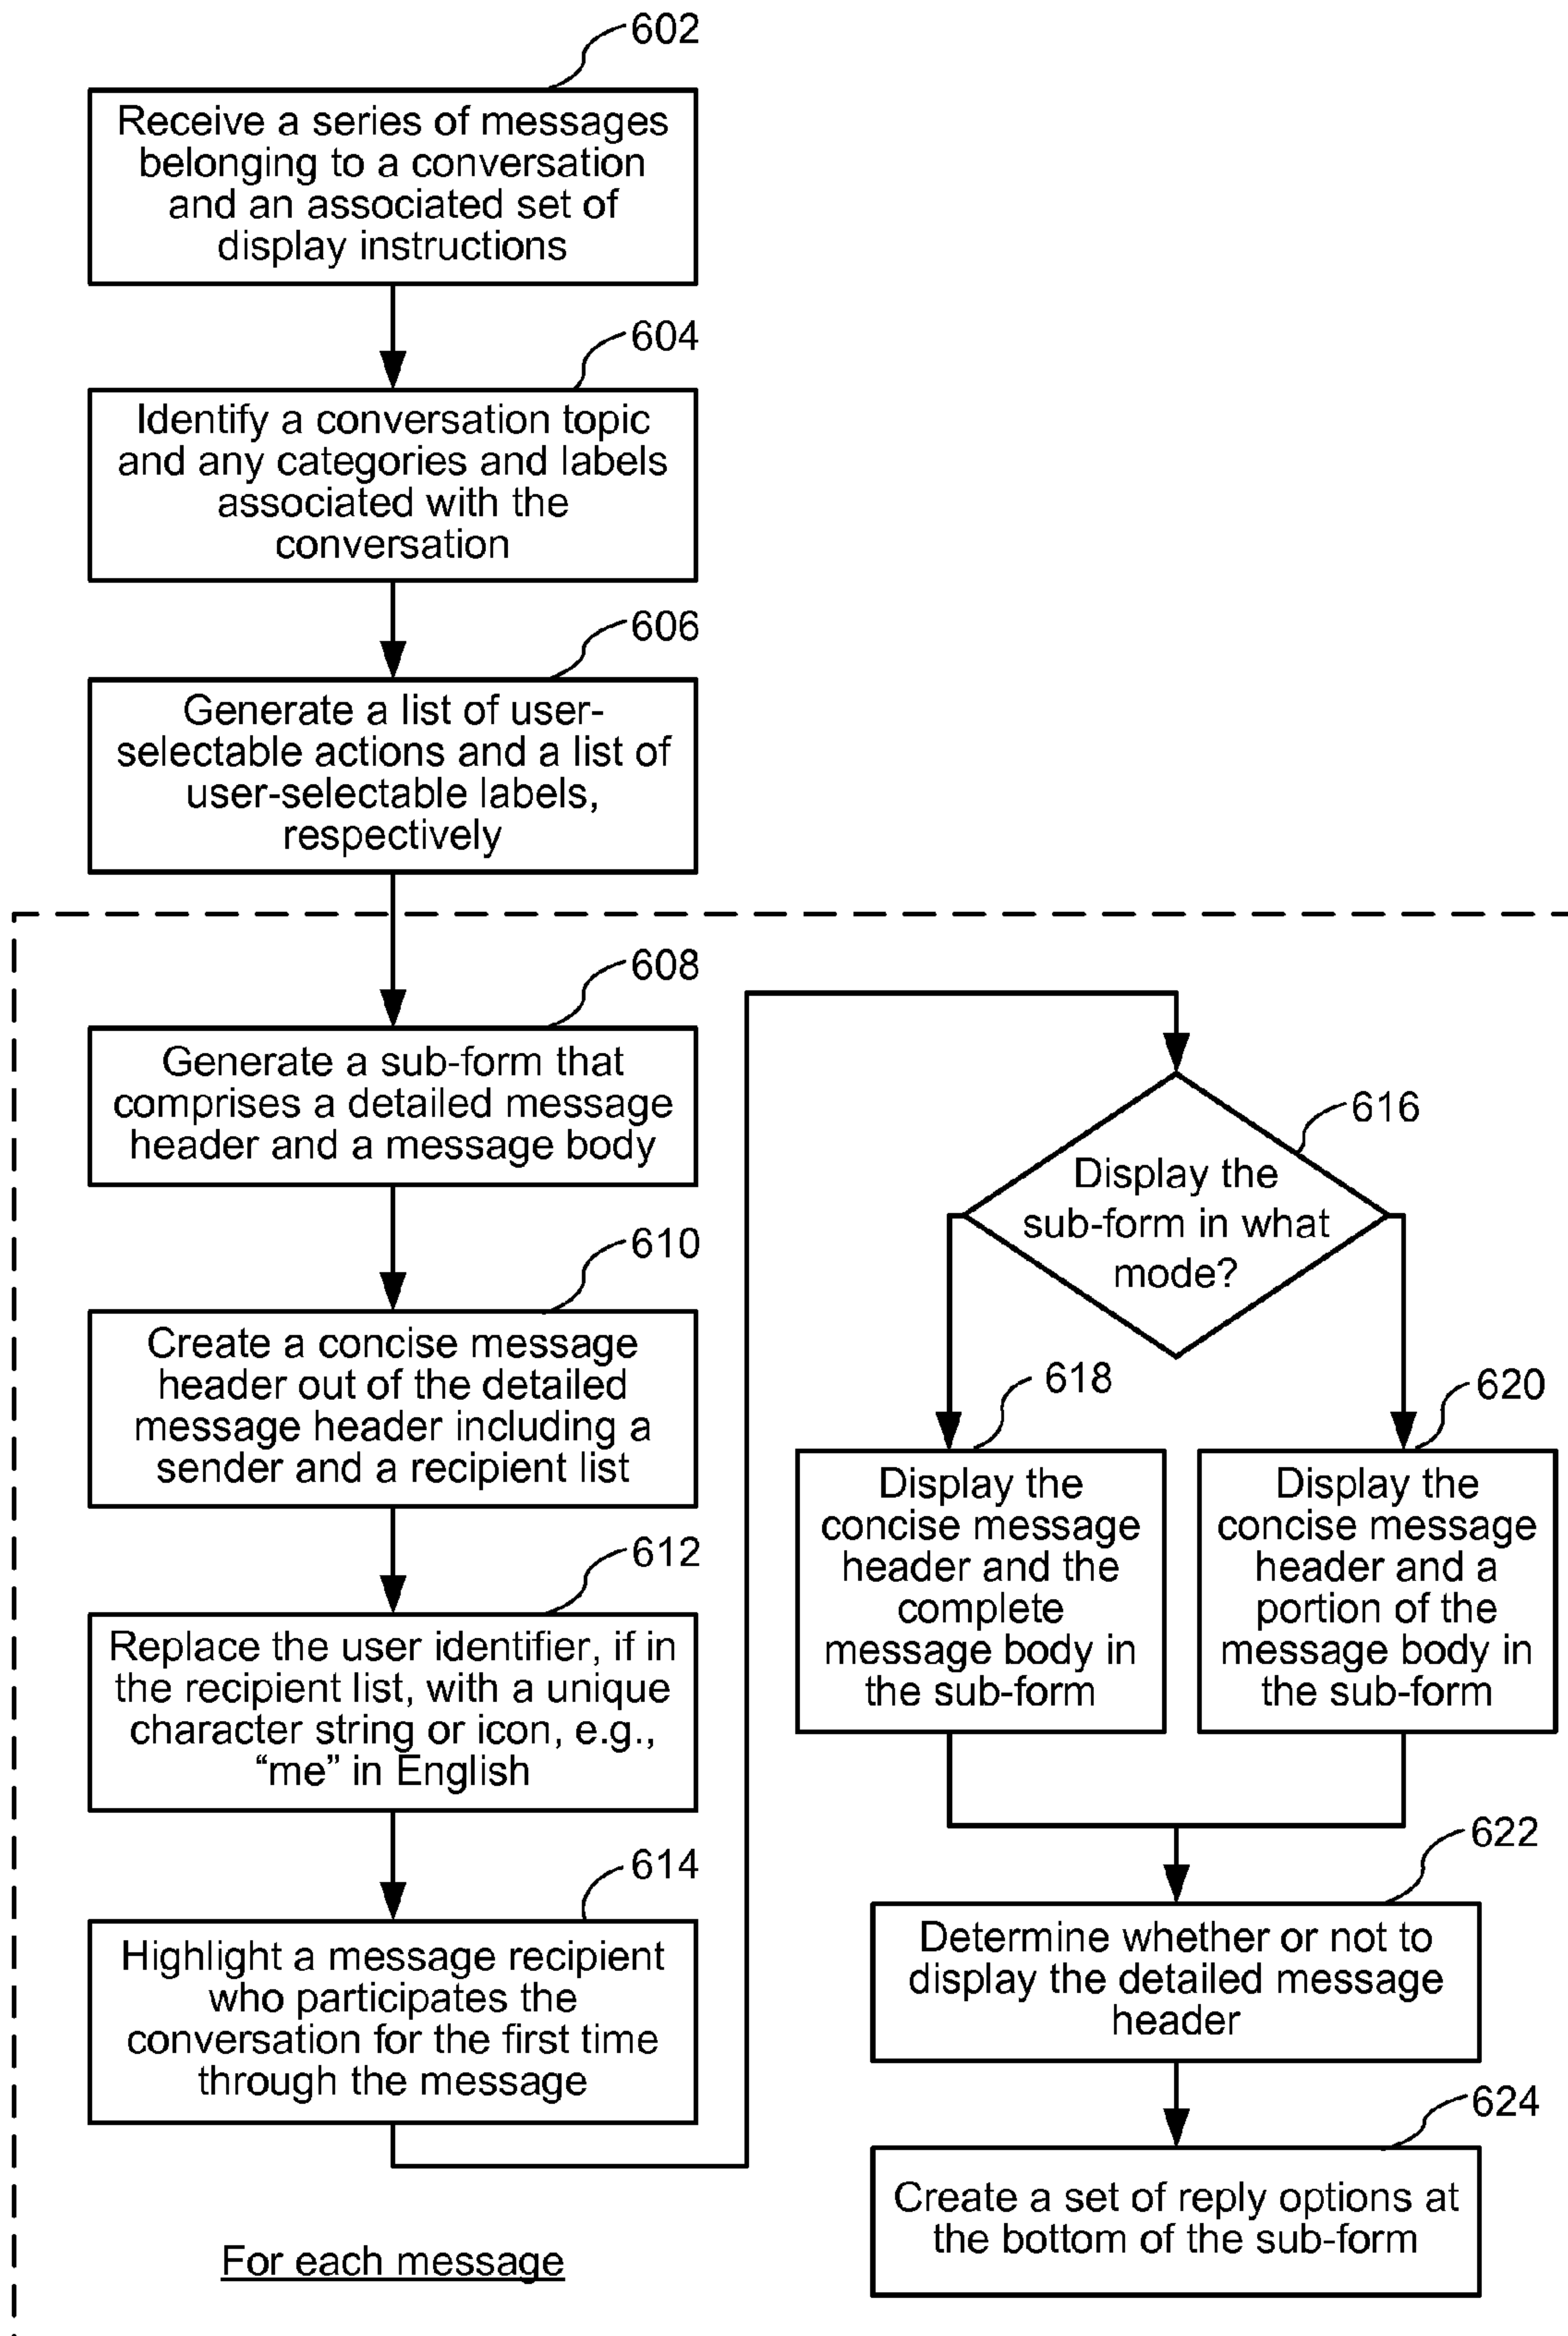 602
Receive a series of messages
belonging to a conversation
and an associated set of
display instructions
604
Identify a conversation topic
and any categories and labels
associated with the
conversation
606
Generate a list of user-
selectable actions and a list of
user-selectable labels,
respectively
608
Generate a sub-form that
comprises a detailed message
header and a message body
610
Create a concise message
header out of the detailed
message header including a
sender and a recipient list
612
Replace the user identifier, if in
the recipient list, with a unique
character string or icon, e.g.,
“me” in English
614
Highlight a message recipient
who participates the
conversation for the first time
through the message
For each message
616
Display the
sub-form in what
mode?
618
Display the
concise message
header and the
complete
message body in
the sub-form
620
Display the
concise message
header and a
portion of the
message body in
the sub-form
622
Determine whether or not to
display the detailed message
header
624
Create a set of reply options at
the bottom of the sub-form